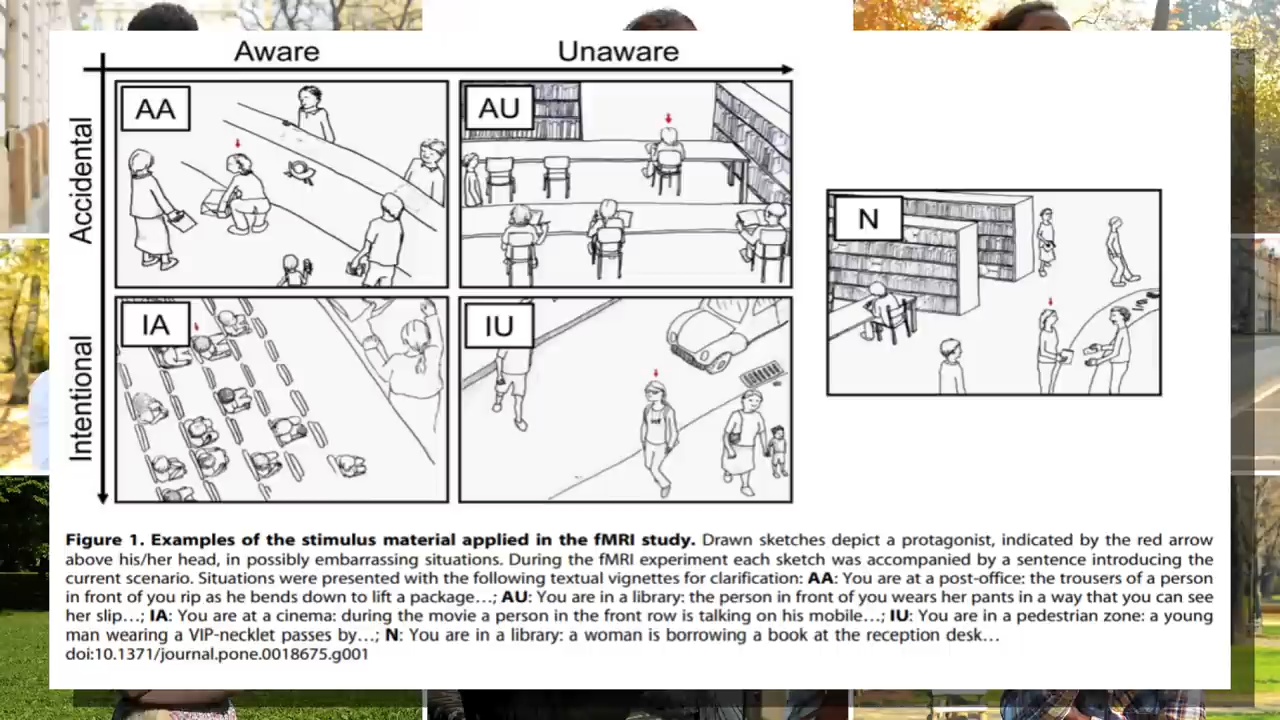 Aware
Unaware
Accidental
Intentional
AA
AU
N
IA
IU
Figure 1. Examples of the stimulus material applied in the fMRI study. Drawn sketches depict a protagonist, indicated by the red arrow
above his/her head, in possibly embarrassing situations. During the fMRI experiment each sketch was accompanied by a sentence introducing the
current scenario. Situations were presented with the following textual vignettes for clarification: AA: You are at a post-office: the trousers of a person
in front of you rip as he bends down to lift a package...; AU: You are in a library: the person in front of you wears her pants in a way that you can see
her slip...; IA: You are at a cinema: during the movie a person in the front row is talking on his mobile...; IU: You are in a pedestrian zone: a young
man wearing a VIP-necklet passes by...; N: You are in a library: a woman is borrowing a book at the reception desk...
doi:10.1371/journal.pone.0018675.g001